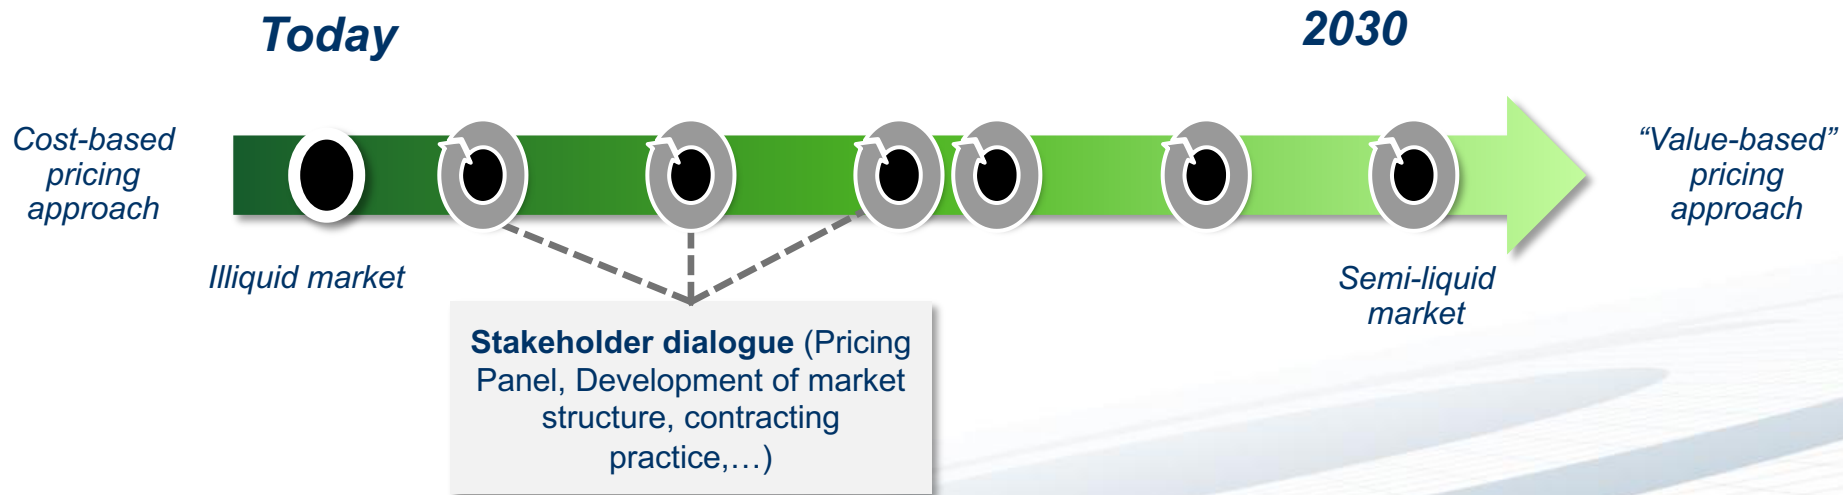 Today
2030
Cost-based
pricing
approach
“Value-based”
pricing
approach
Illiquid market
Semi-liquid
market
Stakeholder dialogue (Pricing
Panel, Development of market
structure, contracting
practice,…)